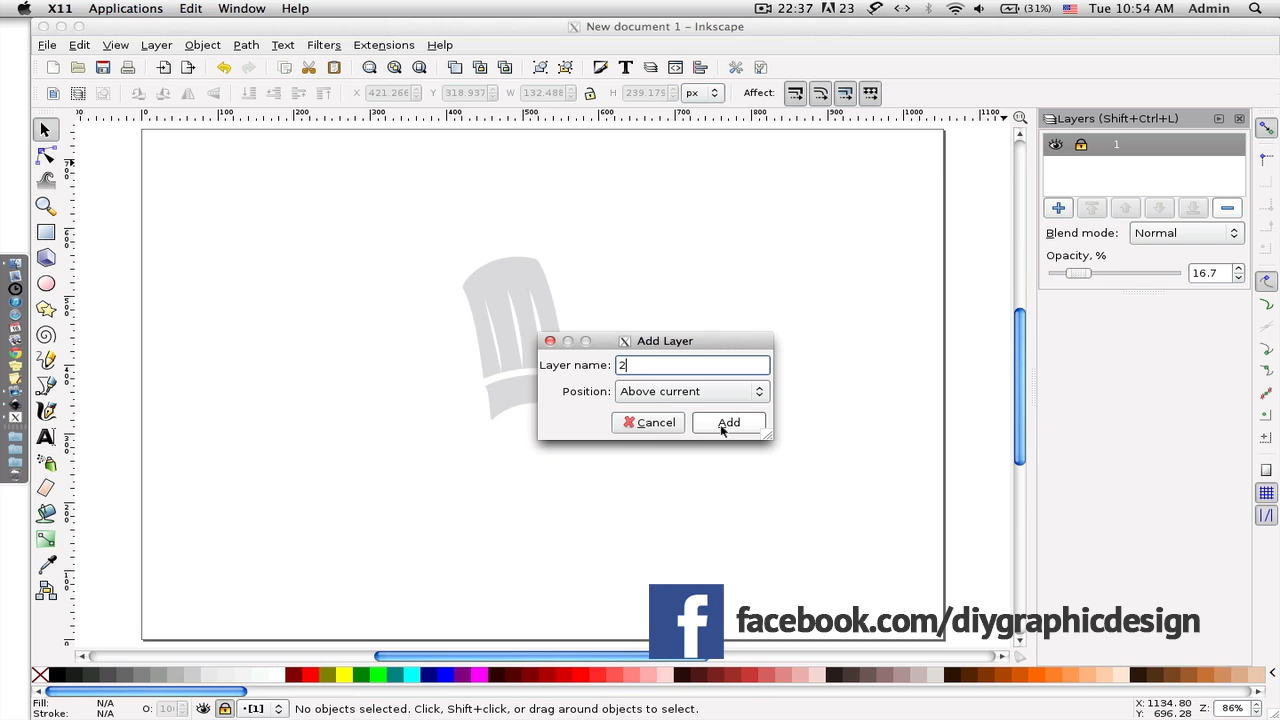 X11 Applications Edit Window Help 22:37 23 (31%) Tue 10:54 AM Admin
New document 1 - Inkscape
File Edit View Layer Object Path Text Filters Extensions Help
X 421.266 Y 318.937 W 132.488 H 239.179 px Affect:
Layers (Shift+Ctrl+L)
1
Blend mode: Normal
Opacity, %
16.7
Add Layer
Layer name: 2
Position: Above current
Cancel Add
f facebook.com/diygraphicdesign
Fill: N/A
Stroke: N/A
O:
[1]
No objects selected. Click, Shift+click, or drag around objects to select.
X: 1134.80
Y: 696.28
Z: 86%